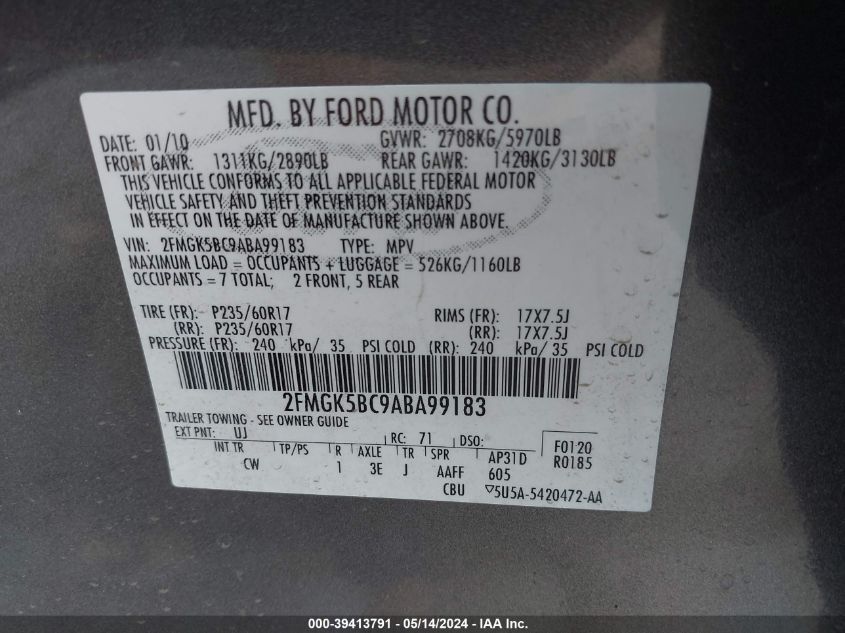 MFD. BY FORD MOTOR CO.
DATE: 01/10 GVWR: 2708KG/5970LB
FRONT GAWR: 1311KG/2890LB REAR GAWR: 1420KG/3130LB
THIS VEHICLE CONFORMS TO ALL APPLICABLE FEDERAL MOTOR
VEHICLE SAFETY AND THEFT PREVENTION STANDARDS
IN EFFECT ON THE DATE OF MANUFACTURE SHOWN ABOVE.
VIN: 2FMGK5BC9ABA99183 TYPE: MPV
MAXIMUM LOAD = OCCUPANTS + LUGGAGE = 526KG/1160LB
OCCUPANTS = 7 TOTAL; 2 FRONT, 5 REAR
TIRE (FR): P235/60R17 RIMS (FR): 17X7.5J
(RR): P235/60R17 (RR): 17X7.5J
PRESSURE (FR): 240 kPa/ 35 PSI COLD (RR): 240 kPa/ 35 PSI COLD
2FMGK5BC9ABA99183
TRAILER TOWING - SEE OWNER GUIDE
EXT PNT: UJ RC: 71 DSO: F0120
INT TR TP/PS R AXLE TR SPR AP31D R0185
CW 1 3E J AAFF 605
CBU ▽5U5A-5420472-AA
000-39413791 - 05/14/2024 - IAA Inc.